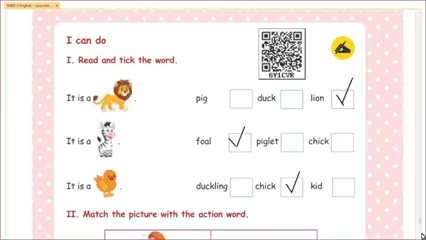 I can do
I. Read and tick the word.
6Y1CVR
It is a . pig duck lion
It is a . foal piglet chick
It is a . duckling chick kid
II. Match the picture with the action word.